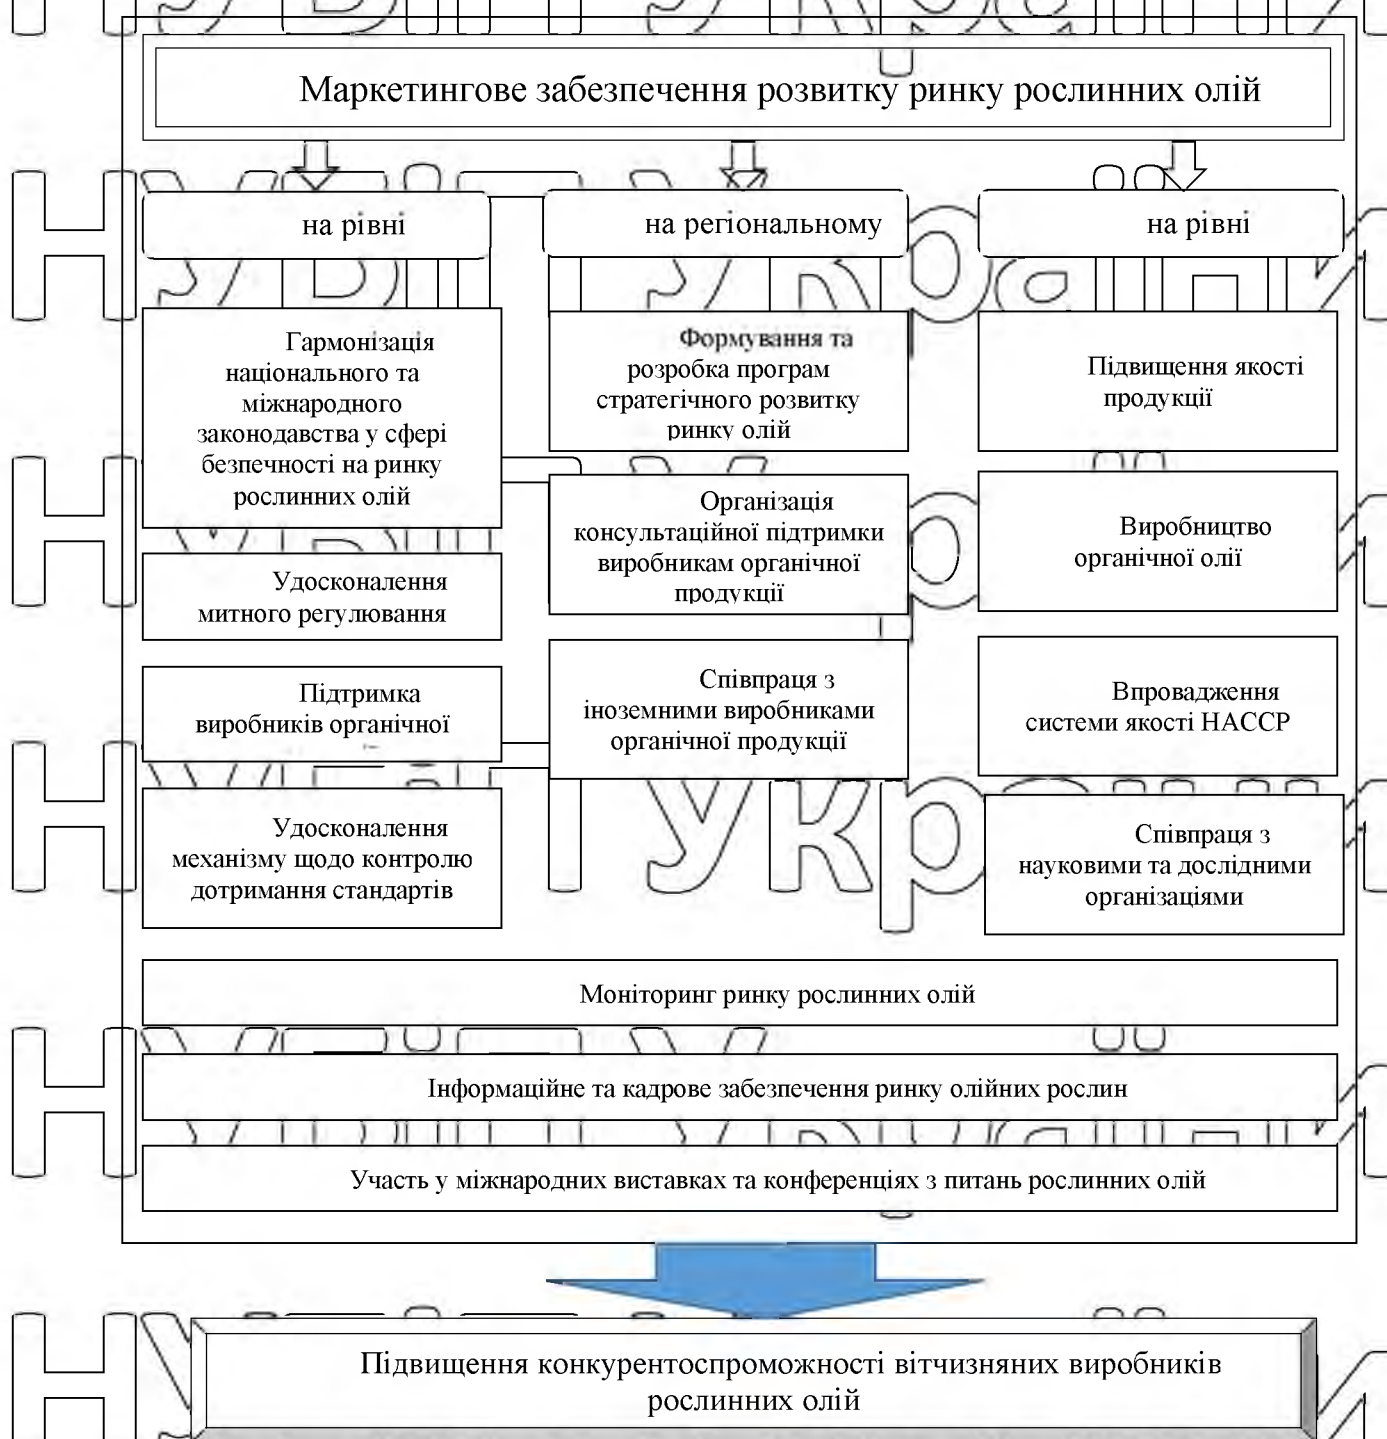 Маркетингове забезпечення розвитку ринку рослинних олій
на рівні
на регіональному
на рівні
Гармонізація
національного та
міжнародного
законодавства у сфері
безпечності на ринку
рослинних олій
Удосконалення
митного регулювання
Підтримка
виробників органічної
Удосконалення
механізму щодо контролю
дотримання стандартів
Формування та
розробка програм
стратегічного розвитку
ринку олій
Організація
консультаційної підтримки
виробникам органічної
продукції
Співпраця з
іноземними виробниками
органічної продукції
Підвищення якості
продукції
Виробництво
органічної олії
Впровадження
системи якості НАССР
Співпраця з
науковими та дослідними
організаціями
Моніторинг ринку рослинних олій
Інформаційне та кадрове забезпечення ринку олійних рослин
Участь у міжнародних виставках та конференціях з питань рослинних олій
Підвищення конкурентоспроможності вітчизняних виробників
рослинних олій